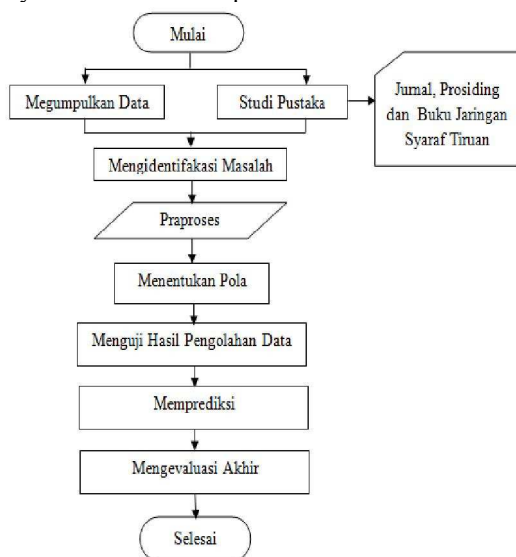 Mulai
Megumpulkan Data
Studi Pustaka
Jurnal, Prosiding
dan Buku Jaringan
Syaraf Tiruan
Mengidentifakasi Masalah
Praproses
Menentukan Pola
Menguji Hasil Pengolahan Data
Memprediksi
Mengevaluasi Akhir
Selesai